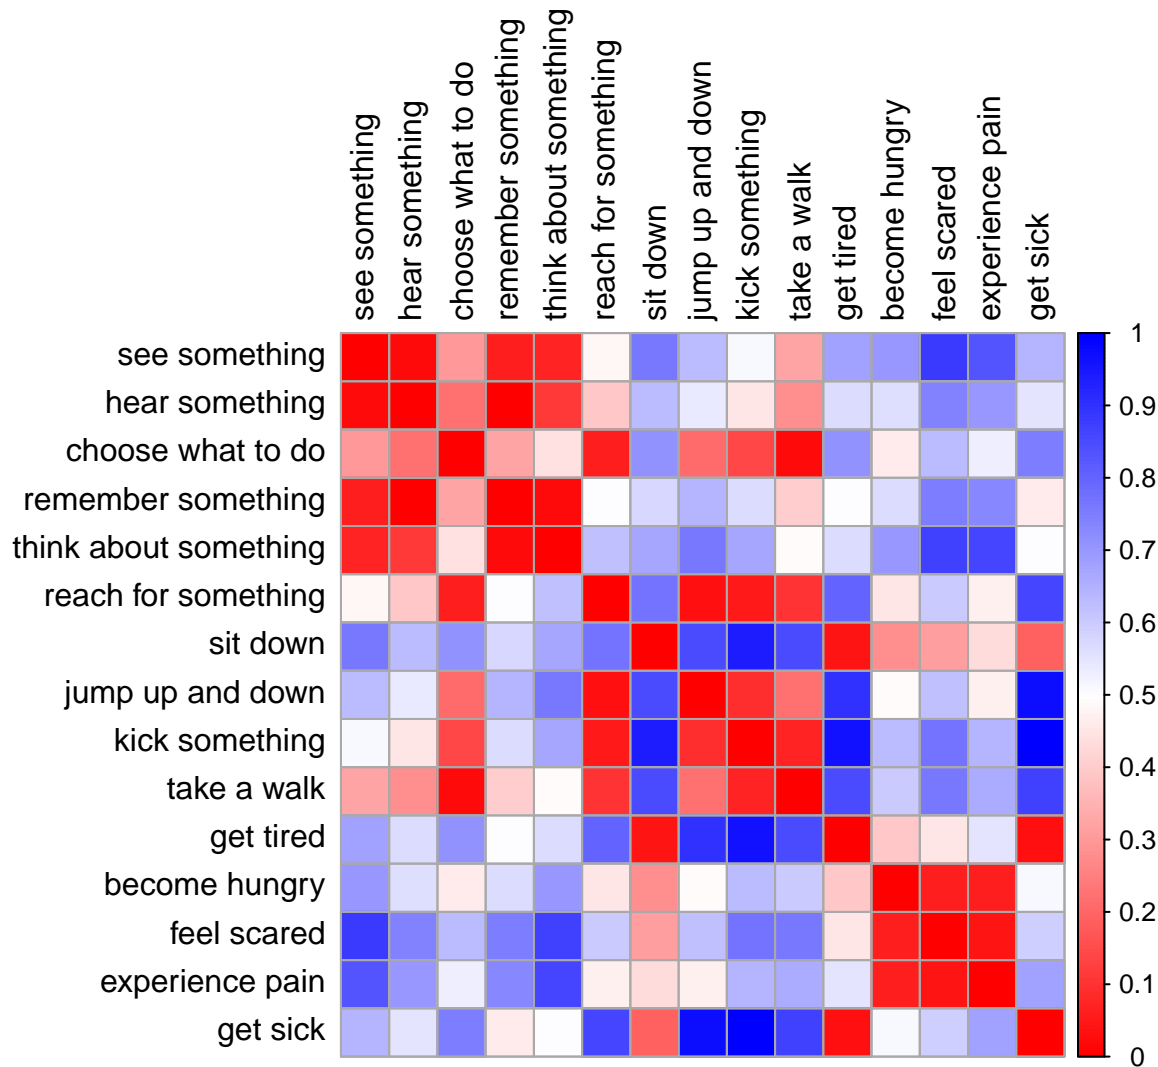 see something
hear something
choose what to do
remember something
think about something
reach for something
sit down
jump up and down
kick something
take a walk
get tired
become hungry
feel scared
experience pain
get sick
see something
hear something
choose what to do
remember something
think about something
reach for something
sit down
jump up and down
kick something
take a walk
get tired
become hungry
feel scared
experience pain
get sick
1
0.9
0.8
0.7
0.6
0.5
0.4
0.3
0.2
0.1
0